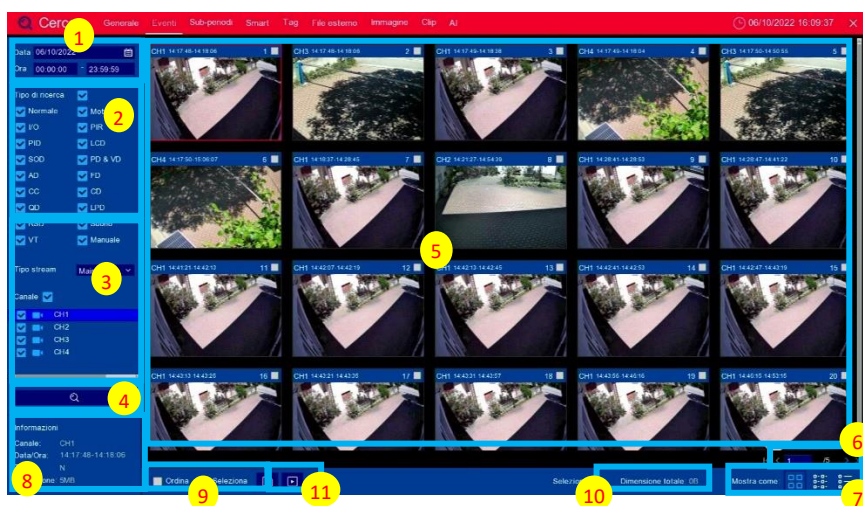 Generale Eventi Sub-periodi Smart Tag File esterno Immagine Clip AI 06/10/2022 16:09:37
1
Data 06/10/2022
Ora 00:00:00 - 23:59:59
Tipo di ricerca
2
Normale
I/O PIR
PID LCD
SOD PD & VD
AD FD
CC CD
QD LPD
VT Manuale
Tipo stream
3
Canale
CH1
CH2
CH3
CH4
4
Informazioni
Canale: CH1
Data/Ora: 14:17:48-14:18:06
N
8
5MB
CH1 14:17:48-14:18:06 1
CH3 14:17:48-14:18:08 2
CH1 14:17:49-14:18:38 3
CH4 14:17:49-14:18:04 4
CH3 14:17:50-14:50:55 5
CH4 14:17:50-15:06:07 6
CH1 14:18:37-14:28:45 7
CH2 14:21:27-14:54:39 8
CH1 14:28:41-14:28:53 9
CH1 14:28:47-14:41:22 10
5
CH1 14:41:21-14:42:13 11
CH1 14:42:07-14:42:19 12
CH1 14:42:13-14:42:45 13
CH1 14:42:41-14:42:53 14
CH1 14:42:47-14:43:19 15
CH1 14:43:13-14:43:25 16
CH1 14:43:21-14:43:35 17
CH1 14:43:31-14:43:57 18
CH1 14:43:56-14:46:16 19
CH1 14:46:15-14:53:15 20
6
1 /5
Ordina
9
11
10
Dimensione totale: 0B
Mostra come
7